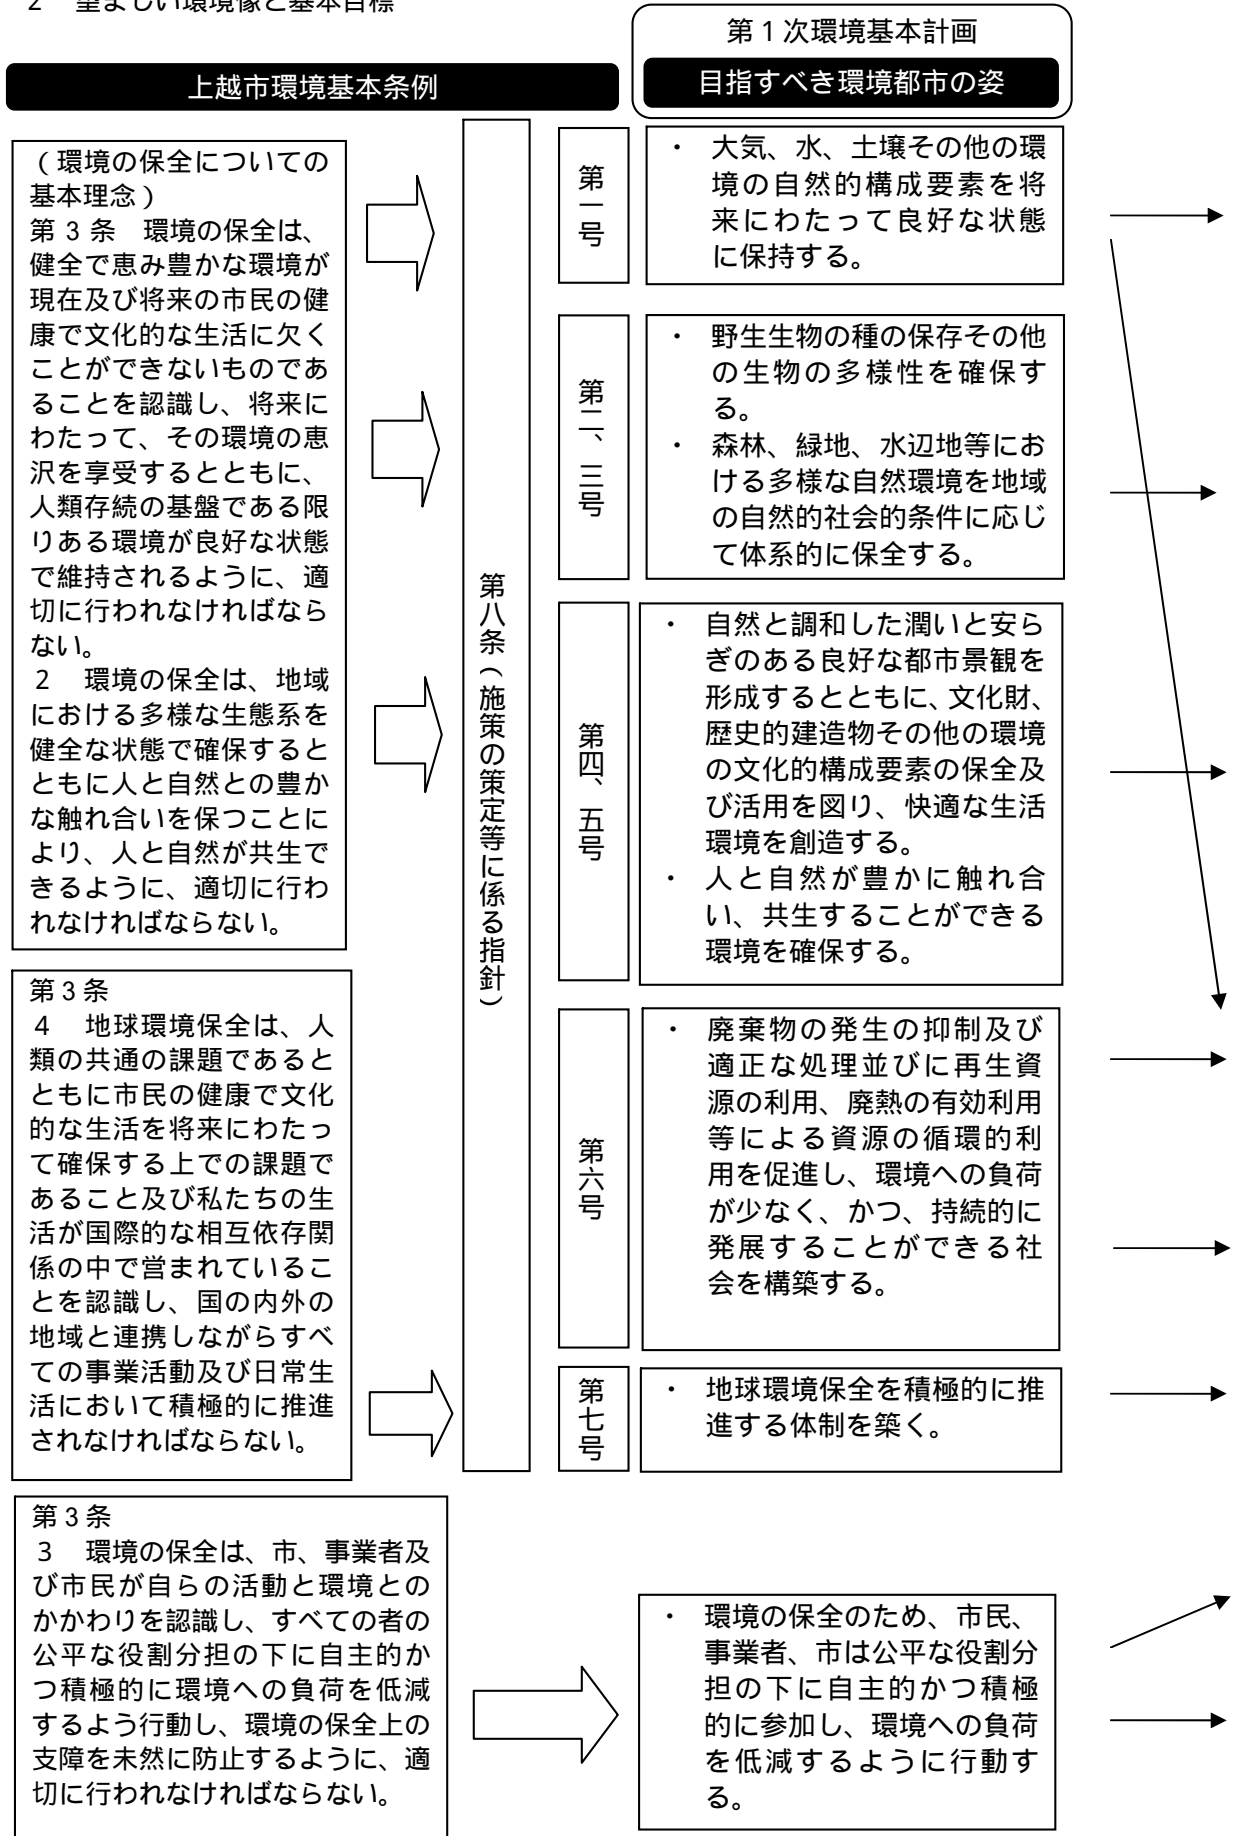 2　望ましい環境像と基本目標
第1次環境基本計画
上越市環境基本条例
目指すべき環境都市の姿
（環境の保全についての
基本理念）
第3条　環境の保全は、
健全で恵み豊かな環境が
現在及び将来の市民の健
康で文化的な生活に欠く
ことができないものであ
ることを認識し、将来に
わたって、その環境の恵
沢を享受するとともに、
人類存続の基盤である限
りある環境が良好な状態
で維持されるように、適
切に行われなければなら
ない。
2　環境の保全は、地域
における多様な生態系を
健全な状態で確保すると
ともに人と自然との豊か
な触れ合いを保つことに
より、人と自然が共生で
きるように、適切に行わ
れなければならない。
第3条
4　地球環境保全は、人
類の共通の課題であると
ともに市民の健康で文化
的な生活を将来にわたっ
て確保する上での課題で
あること及び私たちの生
活が国際的な相互依存関
係の中で営まれているこ
とを認識し、国の内外の
地域と連携しながらすべ
ての事業活動及び日常生
活において積極的に推進
されなければならない。
第八条（施策の策定等に係る指針）
第一号
・　大気、水、土壌その他の環
境の自然的構成要素を将
来にわたって良好な状態
に保持する。
第二、三号
・　野生生物の種の保存その他
の生物の多様性を確保す
る。
・　森林、緑地、水辺地等にお
ける多様な自然環境を地域
の自然的社会的条件に応じ
て体系的に保全する。
第四、五号
・　自然と調和した潤いと安ら
ぎのある良好な都市景観を
形成するとともに、文化財、
歴史的建造物その他の環境
の文化的構成要素の保全及
び活用を図り、快適な生活
環境を創造する。
・　人と自然が豊かに触れ合
い、共生することができる
環境を確保する。
第六号
・　廃棄物の発生の抑制及び
適正な処理並びに再生資
源の利用、廃熱の有効利用
等による資源の循環的利
用を促進し、環境への負荷
が少なく、かつ、持続的に
発展することができる社
会を構築する。
第七号
・　地球環境保全を積極的に推
進する体制を築く。
第3条
3　環境の保全は、市、事業者及
び市民が自らの活動と環境との
かかわりを認識し、すべての者の
公平な役割分担の下に自主的か
つ積極的に環境への負荷を低減
するよう行動し、環境の保全上の
支障を未然に防止するように、適
切に行われなければならない。
・　環境の保全のため、市民、
事業者、市は公平な役割分
担の下に自主的かつ積極
的に参加し、環境への負荷
を低減するように行動す
る。